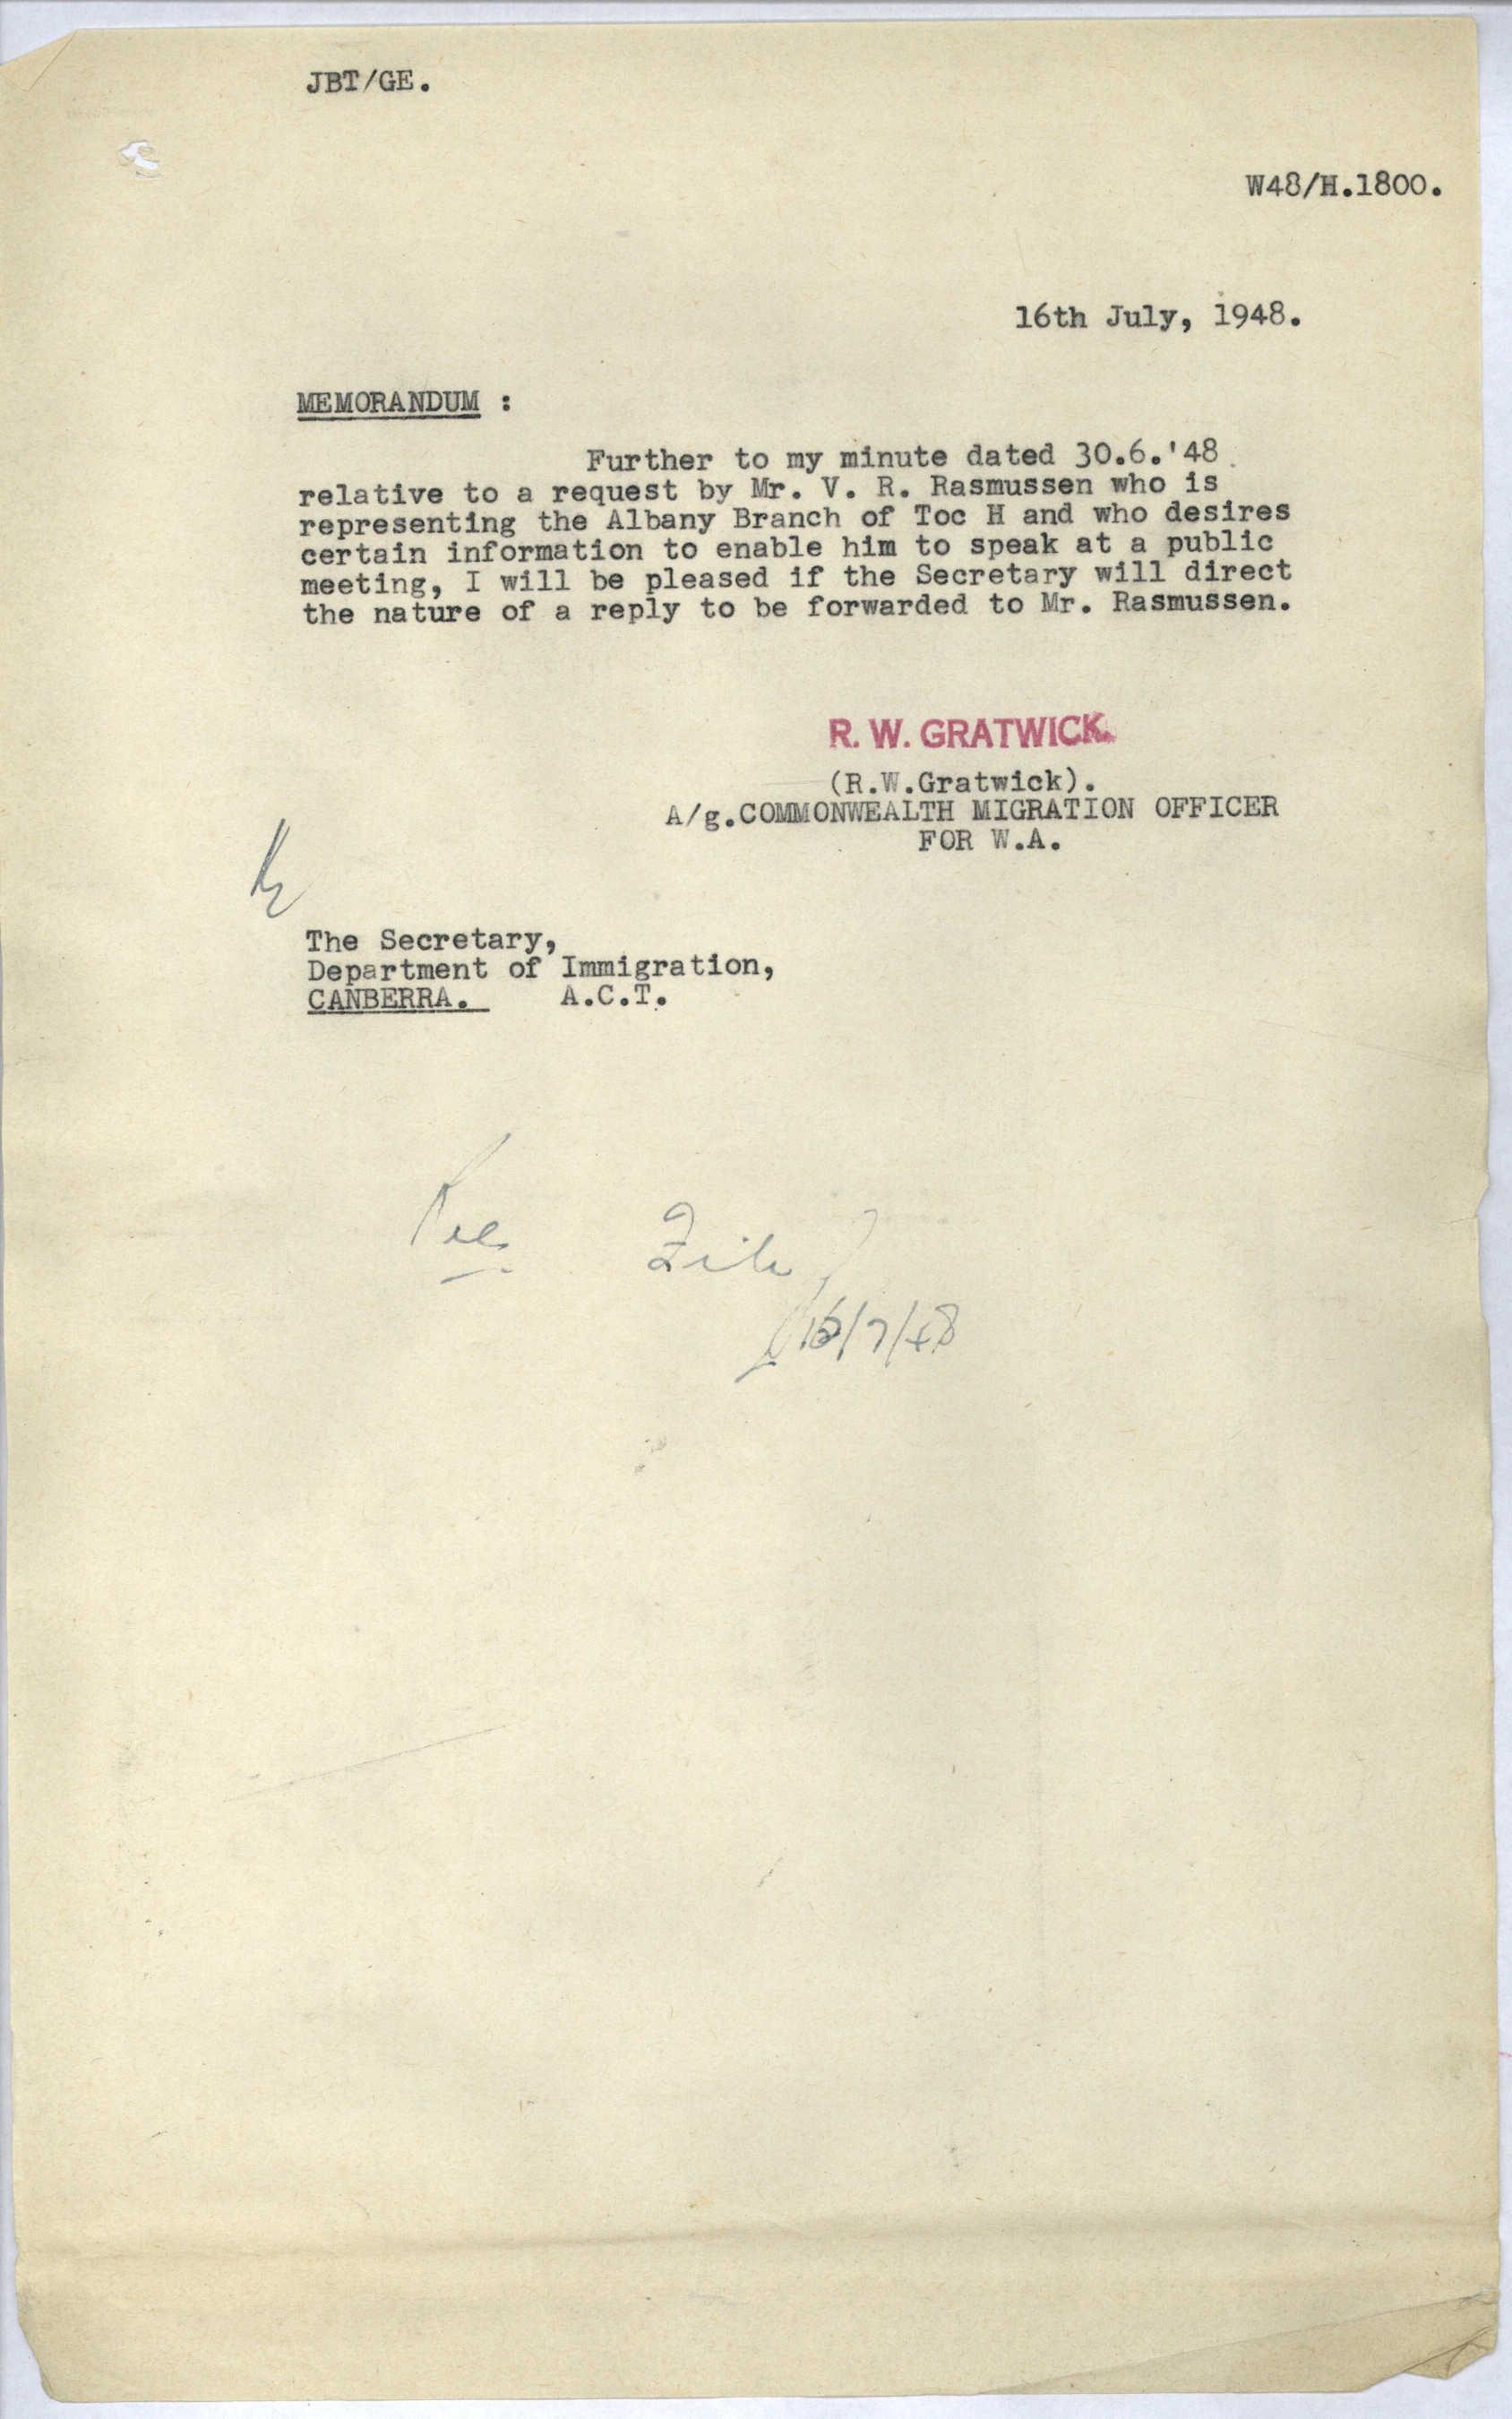 JBT/GE.
W48/H.1800.
16th July, 1948.
MEMORANDUM :
Further to my minute dated 30.6.'48
relative to a request by Mr. V. R. Rasmussen who is
representing the Albany Branch of Toc H and who desires
certain information to enable him to speak at a public
meeting, I will be pleased if the Secretary will direct
the nature of a reply to be forwarded to Mr. Rasmussen.
R. W. GRATWICK.
(R.W.Gratwick).
A/g.COMMONWEALTH MIGRATION OFFICER
FOR W.A.
The Secretary,
Department of Immigration,
CANBERRA. A.C.T.
File
16/7/48